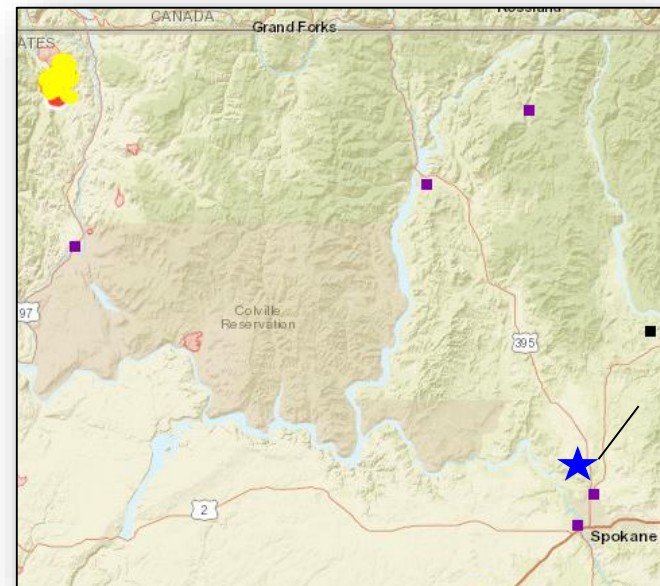 Rossland
CANADA
Grand Forks
ATES
97
Colville
Reservation
395
2
Spokane